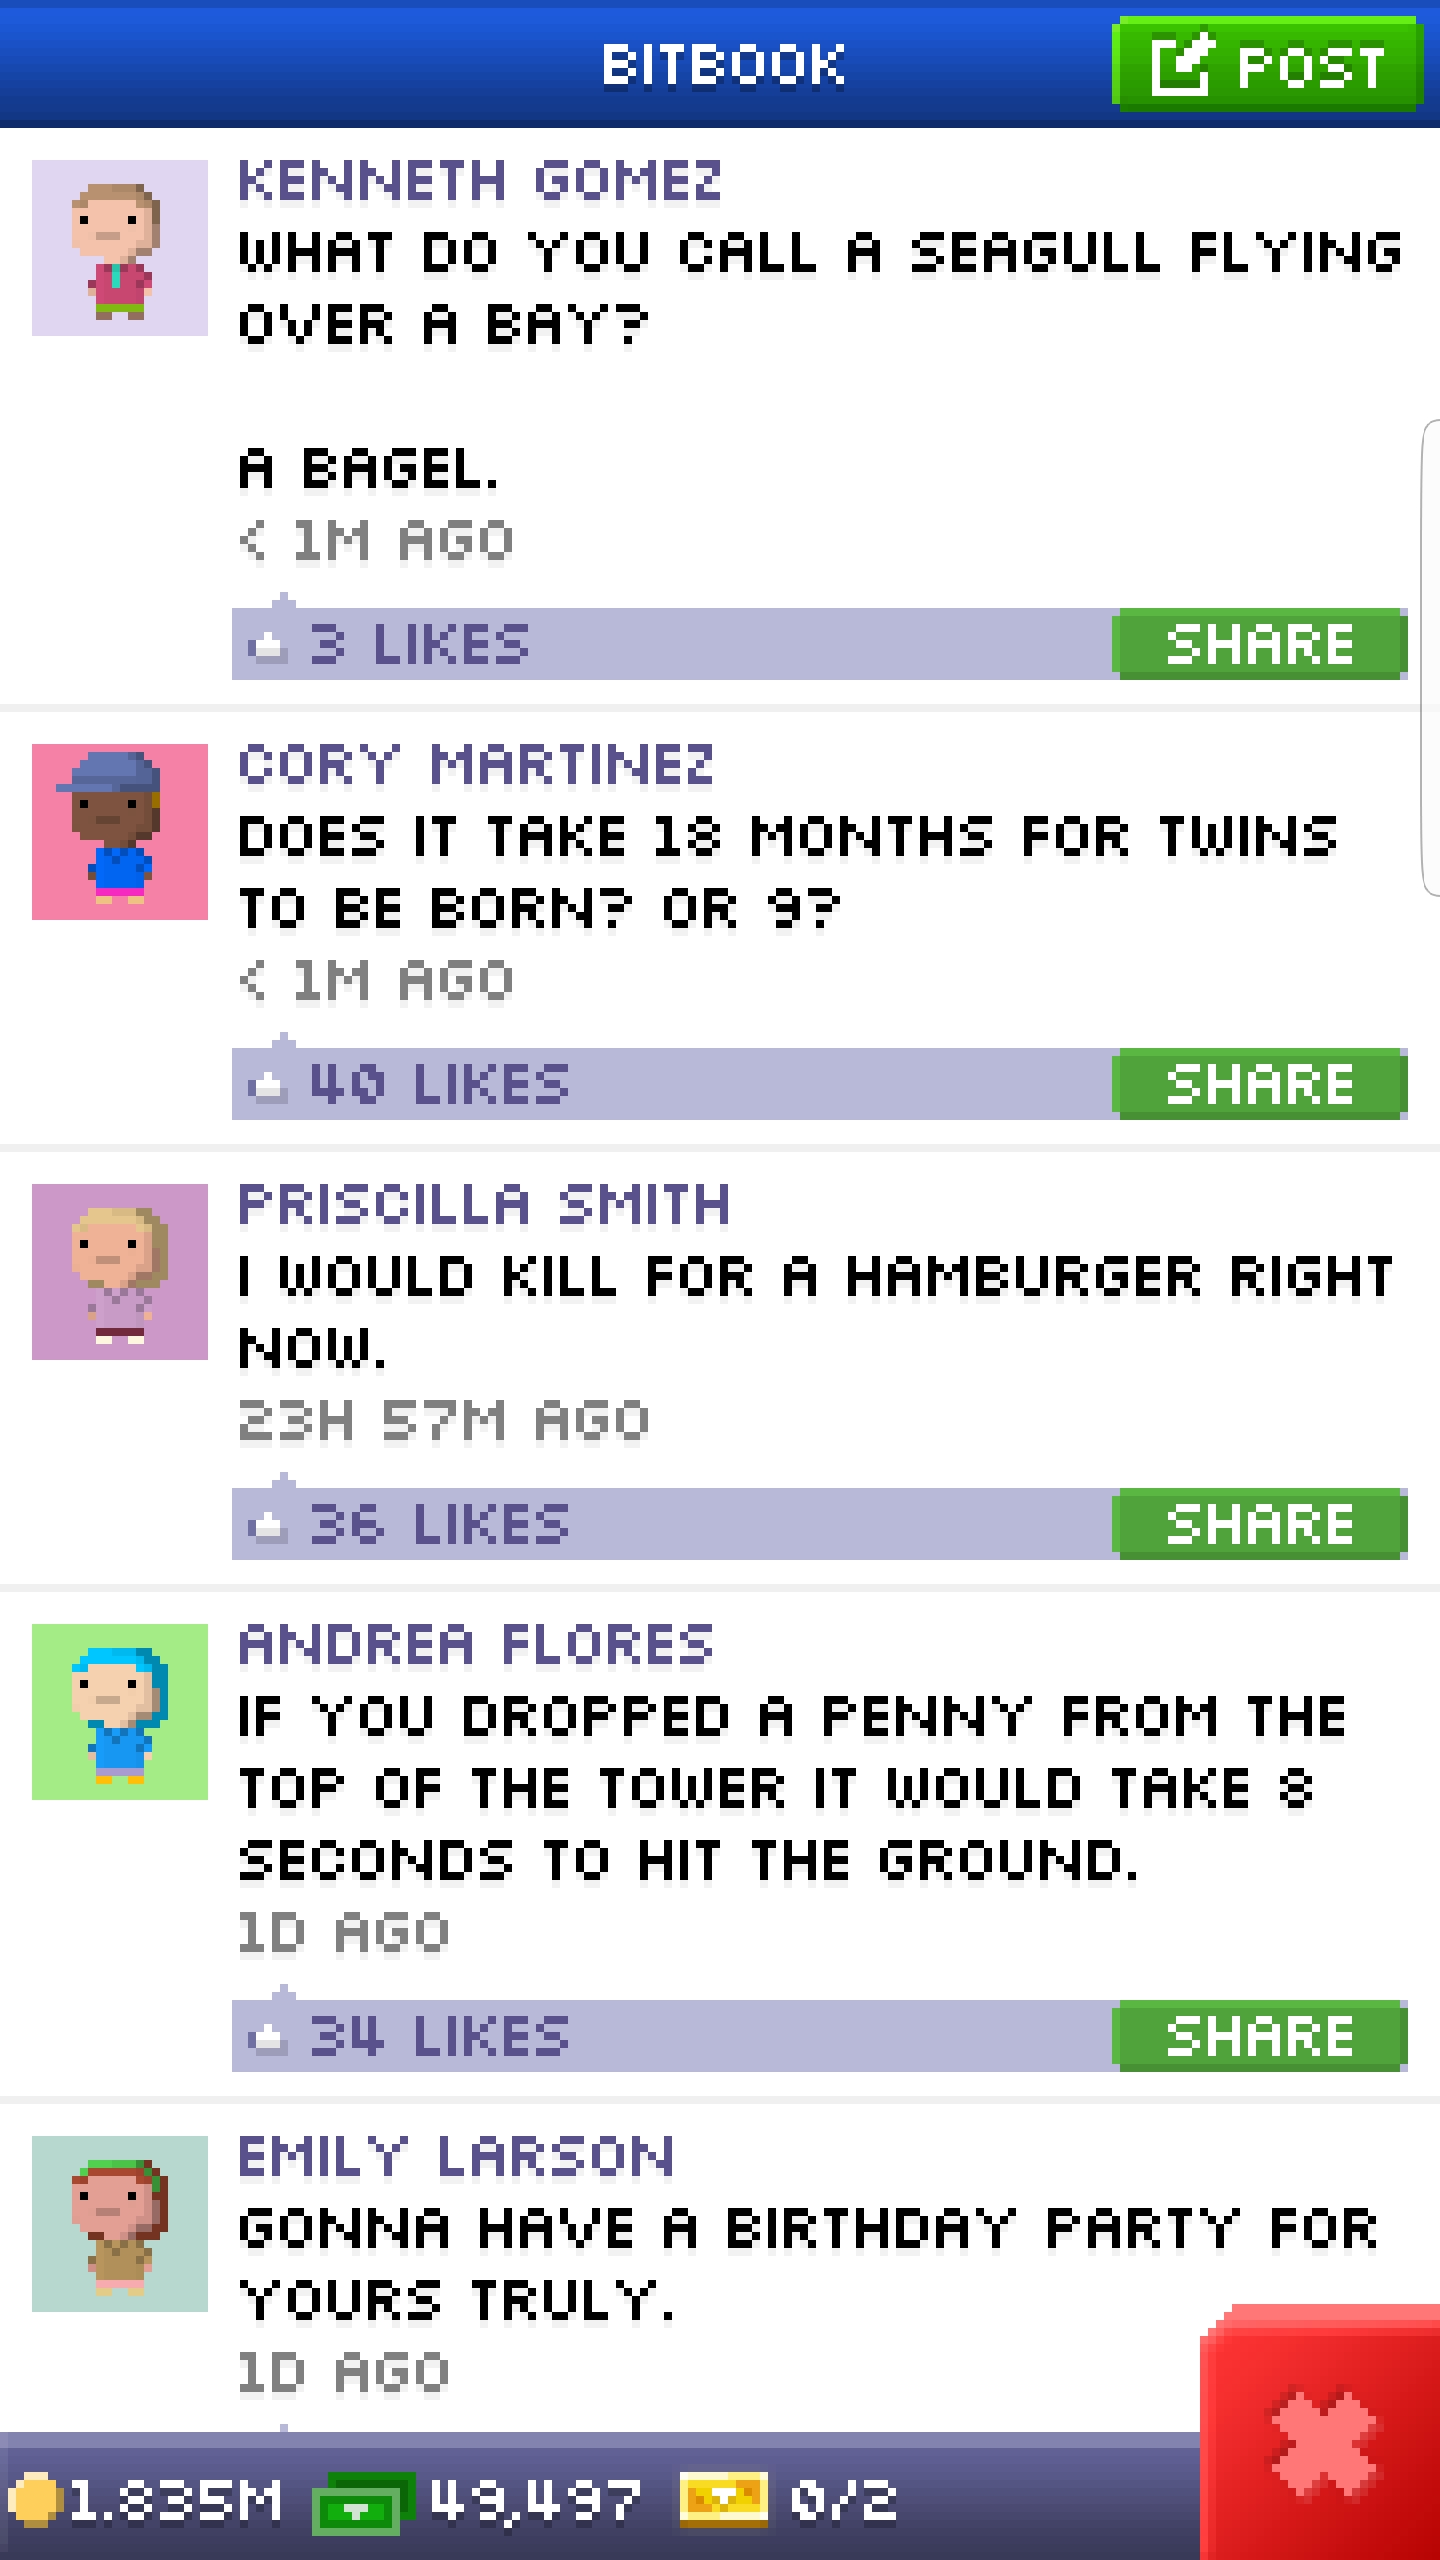 BITBOOK
POST
KENNETH GOMEZ
WHAT DO YOU CALL A SEAGULL FLYING
OVER A BAY?
A BAGEL.
< 1M AGO
3 LIKES
SHARE
CORY MARTINEZ
DOES IT TAKE 18 MONTHS FOR TWINS
TO BE BORN? OR 9?
< 1M AGO
40 LIKES
SHARE
PRISCILLA SMITH
I WOULD KILL FOR A HAMBURGER RIGHT
NOW.
23H 57M AGO
36 LIKES
SHARE
ANDREA FLORES
IF YOU DROPPED A PENNY FROM THE
TOP OF THE TOWER IT WOULD TAKE 8
SECONDS TO HIT THE GROUND.
1D AGO
34 LIKES
SHARE
EMILY LARSON
GONNA HAVE A BIRTHDAY PARTY FOR
YOURS TRULY.
1D AGO
1.835M 49,497 0/2